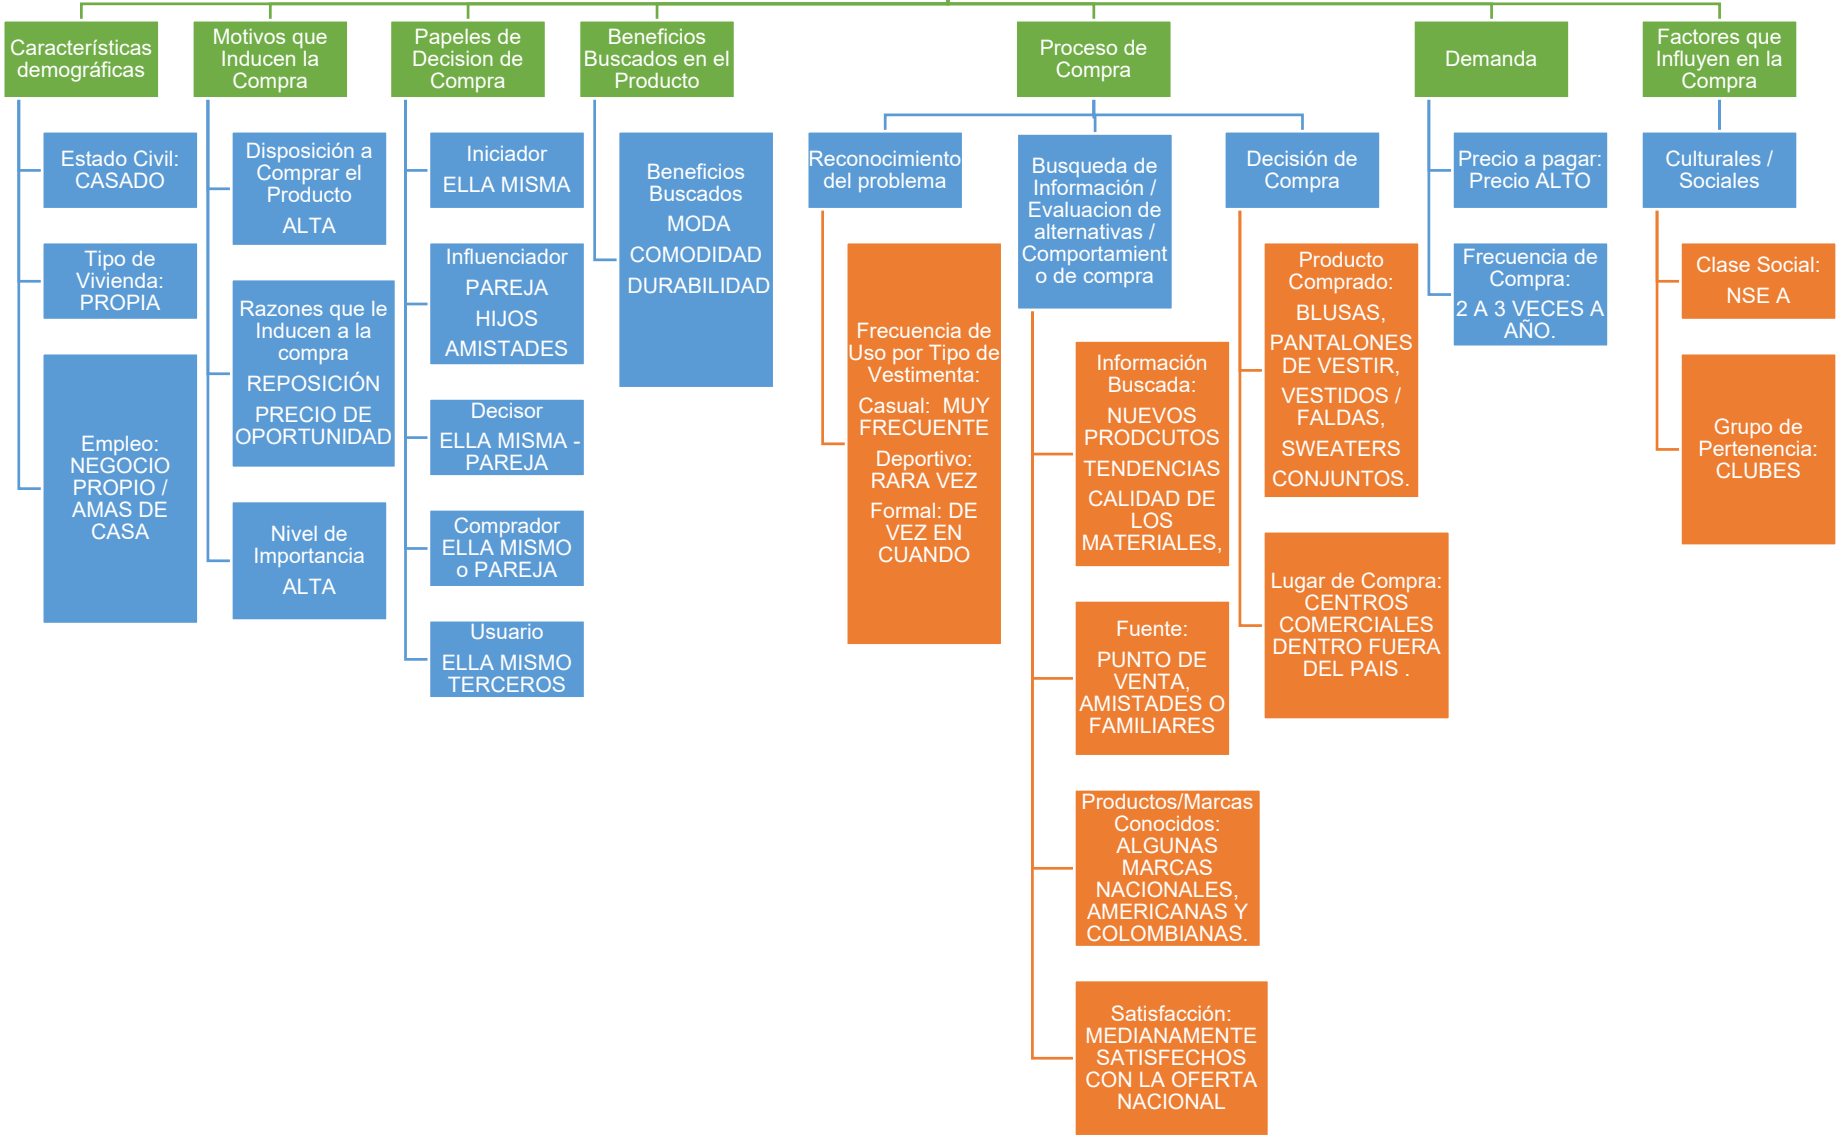 Características
demográficas
Estado Civil:
CASADO
Tipo de
Vivienda:
PROPIA
Empleo:
NEGOCIO
PROPIO /
AMAS DE
CASA
Motivos que
Inducen la
Compra
Disposición a
Comprar el
Producto
ALTA
Razones que le
Inducen a la
compra
REPOSICIÓN
PRECIO DE
OPORTUNIDAD
Nivel de
Importancia
ALTA
Papeles de
Decision de
Compra
Iniciador
ELLA MISMA
Influenciador
PAREJA
HIJOS
AMISTADES
Decisor
ELLA MISMA -
PAREJA
Comprador
ELLA MISMO
o PAREJA
Usuario
ELLA MISMO
TERCEROS
Beneficios
Buscados en el
Producto
Beneficios
Buscados
MODA
COMODIDAD
DURABILIDAD
Proceso de
Compra
Reconocimiento
del problema
Frecuencia de
Uso por Tipo de
Vestimenta:
Casual: MUY
FRECUENTE
Deportivo:
RARA VEZ
Formal: DE
VEZ EN
CUANDO
Busqueda de
Información /
Evaluacion de
alternativas /
Comportamient
o de compra
Información
Buscada:
NUEVOS
PRODCUTOS
TENDENCIAS
CALIDAD DE
LOS
MATERIALES,
Fuente:
PUNTO DE
VENTA,
AMISTADES O
FAMILIARES
Productos/Marcas
Conocidos:
ALGUNAS
MARCAS
NACIONALES,
AMERICANAS Y
COLOMBIANAS.
Satisfacción:
MEDIANAMENTE
SATISFECHOS
CON LA OFERTA
NACIONAL
Decisión de
Compra
Producto
Comprado:
BLUSAS,
PANTALONES
DE VESTIR,
VESTIDOS /
FALDAS,
SWEATERS
CONJUNTOS.
Lugar de Compra:
CENTROS
COMERCIALES
DENTRO FUERA
DEL PAIS .
Demanda
Precio a pagar:
Precio ALTO
Frecuencia de
Compra:
2 A 3 VECES A
AÑO.
Factores que
Influyen en la
Compra
Culturales /
Sociales
Clase Social:
NSE A
Grupo de
Pertenencia:
CLUBES